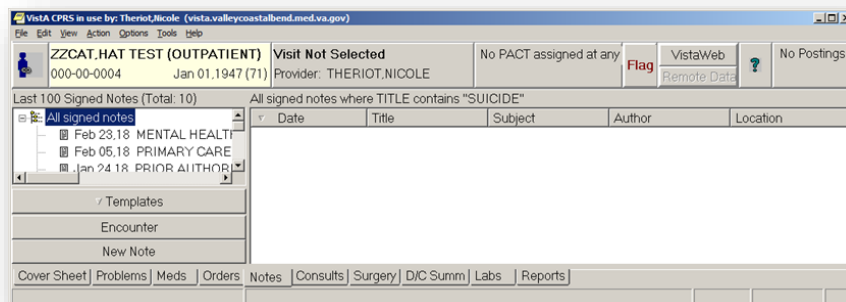 VistA CPRS in use by: Theriot,Nicole (vista.valleycoastalbend.med.va.gov)
File Edit View Action Options Tools Help
ZZCAT,HAT TEST (OUTPATIENT) Visit Not Selected No PACT assigned at any Flag VistaWeb ? No Postings
000-00-0004 Jan 01,1947 (71) Provider: THERIOT,NICOLE Remote Data
Last 100 Signed Notes (Total: 10) All signed notes where TITLE contains "SUICIDE"
All signed notes Date Title Subject Author Location
Feb 23,18 MENTAL HEALTH
Feb 05,18 PRIMARY CARE
Jan 24,18 PRIOR AUTHORI
Templates
Encounter
New Note
Cover Sheet Problems Meds Orders Notes Consults Surgery D/C Summ Labs Reports